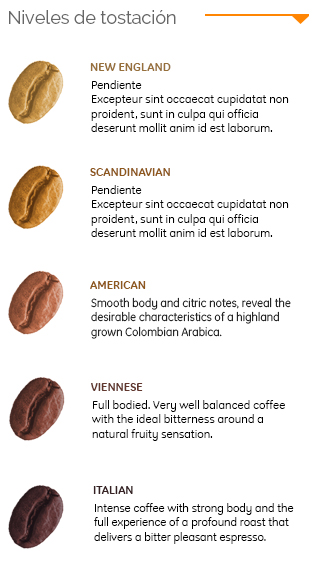 Niveles de tostación
NEW ENGLAND
Pendiente
Excepteur sint occaecat cupidatat non
proident, sunt in culpa qui officia
deserunt mollit anim id est laborum.
SCANDINAVIAN
Pendiente
Excepteur sint occaecat cupidatat non
proident, sunt in culpa qui officia
deserunt mollit anim id est laborum.
AMERICAN
Smooth body and citric notes, reveal the
desirable characteristics of a highland
grown Colombian Arabica.
VIENNESE
Full bodied. Very well balanced coffee
with the ideal bitterness around a
natural fruity sensation.
ITALIAN
Intense coffee with strong body and the
full experience of a profound roast that
delivers a bitter pleasant espresso.